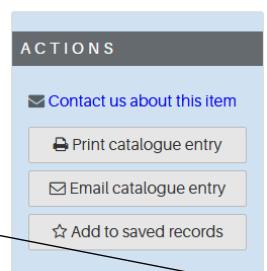 ACTIONS
Contact us about this item
Print catalogue entry
Email catalogue entry
Add to saved records